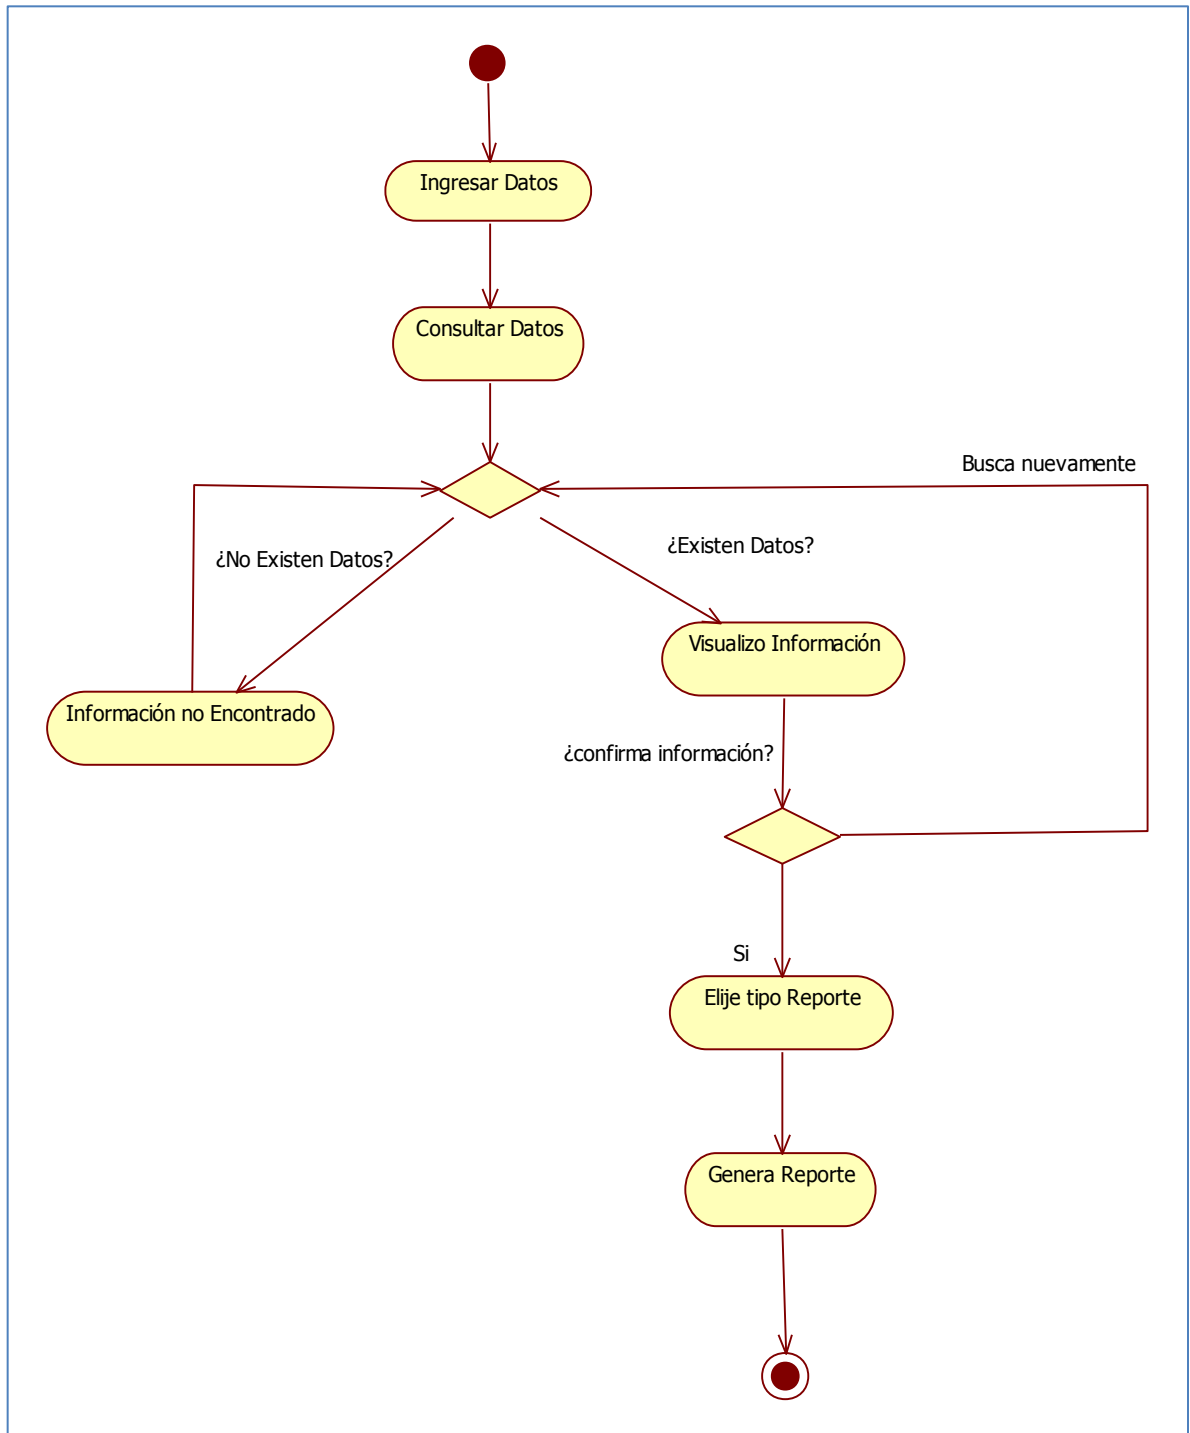 Ingresar Datos
Consultar Datos
Busca nuevamente
¿No Existen Datos?
¿Existen Datos?
Visualizo Información
Información no Encontrado
¿confirma información?
Si
Elije tipo Reporte
Genera Reporte